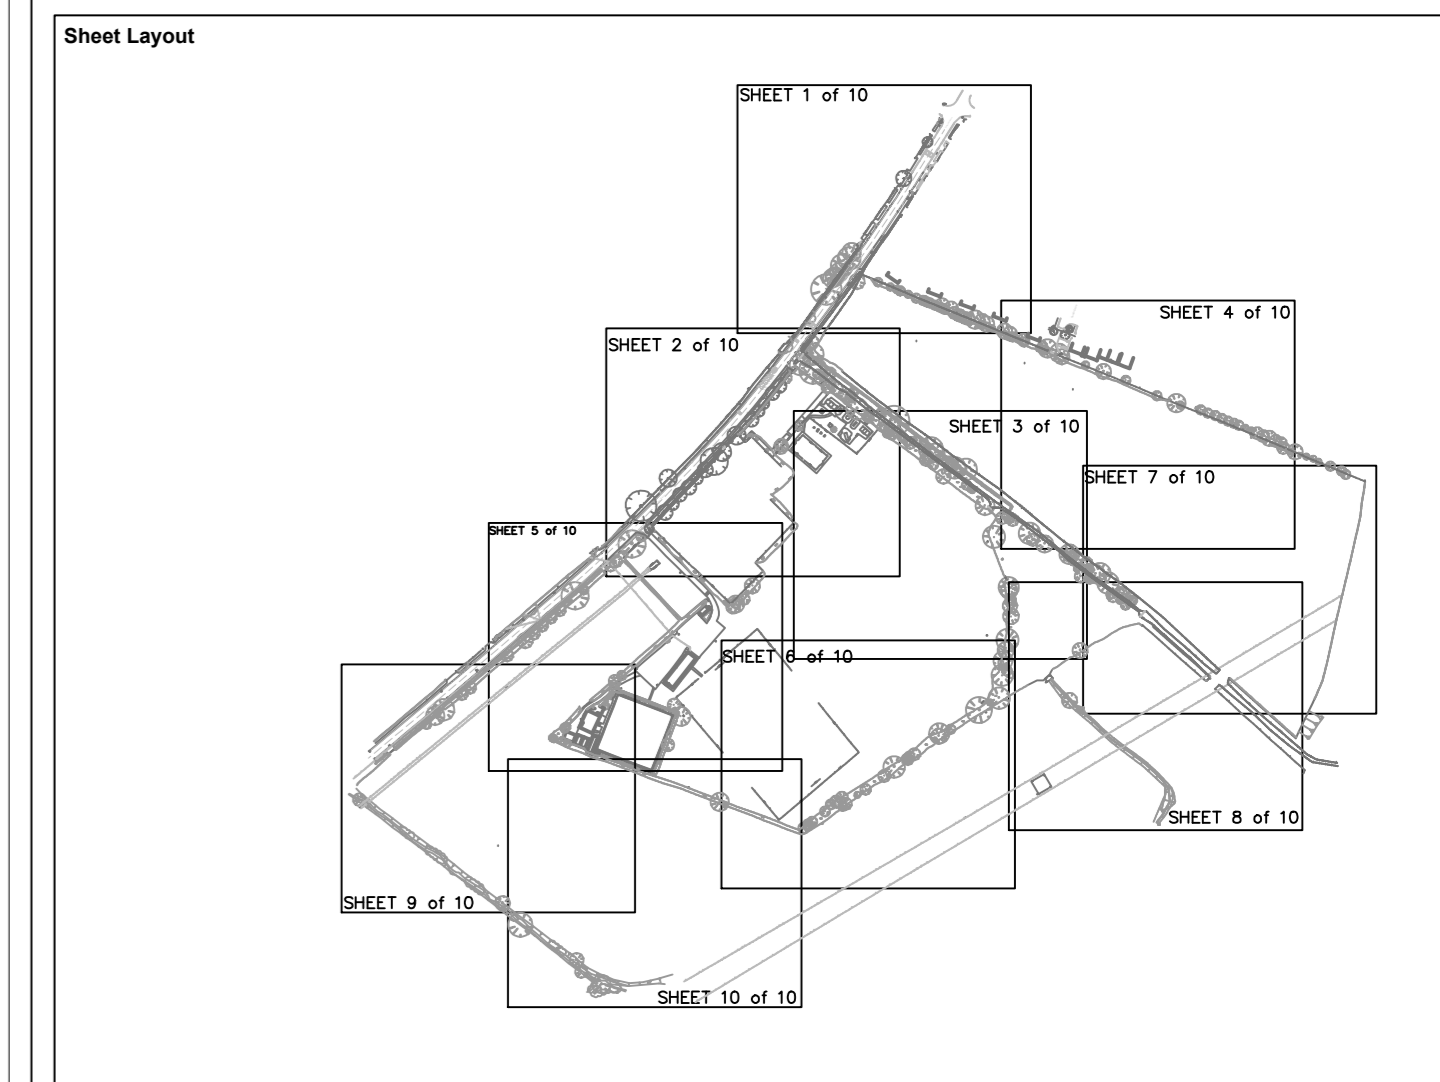 Sheet Layout
SHEET 1 of 10
SHEET 4 of 10
SHEET 2 of 10
SHEET 3 of 10
SHEET 7 of 10
SHEET 5 of 10
SHEET 6 of 10
SHEET 8 of 10
SHEET 9 of 10
SHEET 10 of 10